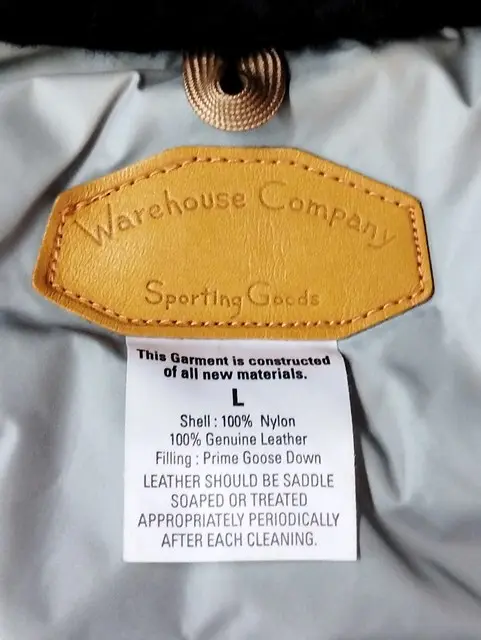 Warehouse Company
Sporting Goods
This Garment is constructed
of all new materials.
L
Shell : 100% Nylon
100% Genuine Leather
Filling : Prime Goose Down
LEATHER SHOULD BE SADDLE
SOAPED OR TREATED
APPROPRIATELY PERIODICALLY
AFTER EACH CLEANING.